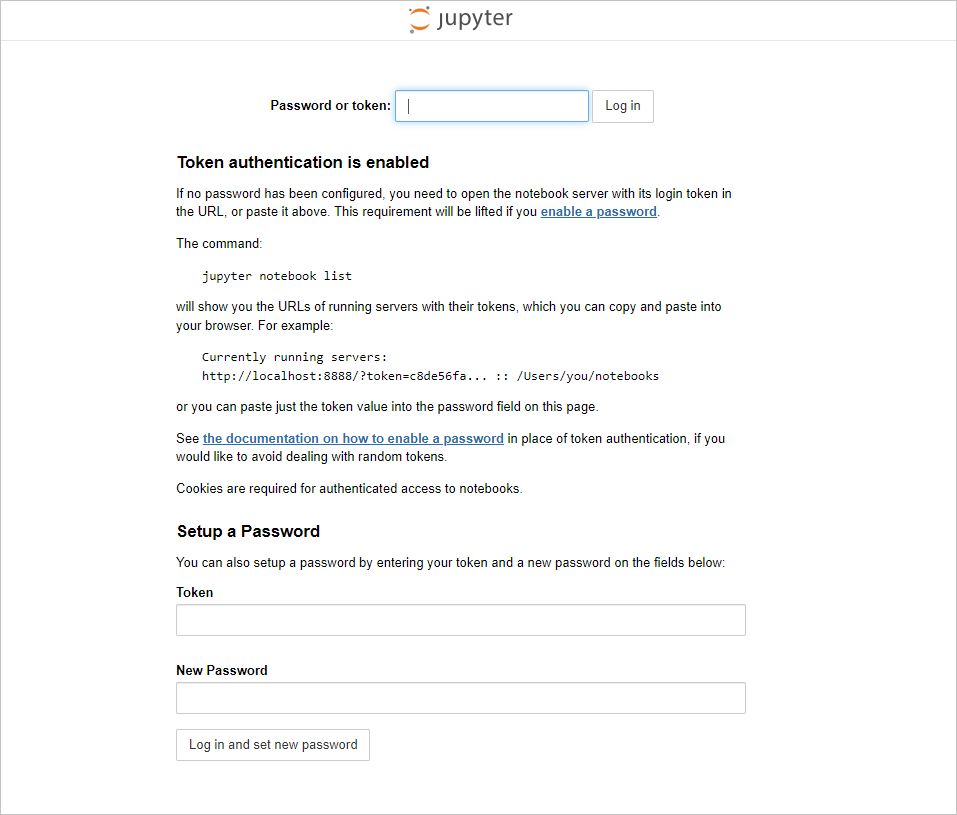 jupyter
Password or token: Log in
Token authentication is enabled
If no password has been configured, you need to open the notebook server with its login token in
the URL, or paste it above. This requirement will be lifted if you enable a password.
The command:
jupyter notebook list
will show you the URLs of running servers with their tokens, which you can copy and paste into
your browser. For example:
Currently running servers:
http://localhost:8888/?token=c8de56fa... :: /Users/you/notebooks
or you can paste just the token value into the password field on this page.
See the documentation on how to enable a password in place of token authentication, if you
would like to avoid dealing with random tokens.
Cookies are required for authenticated access to notebooks.
Setup a Password
You can also setup a password by entering your token and a new password on the fields below:
Token
New Password
Log in and set new password